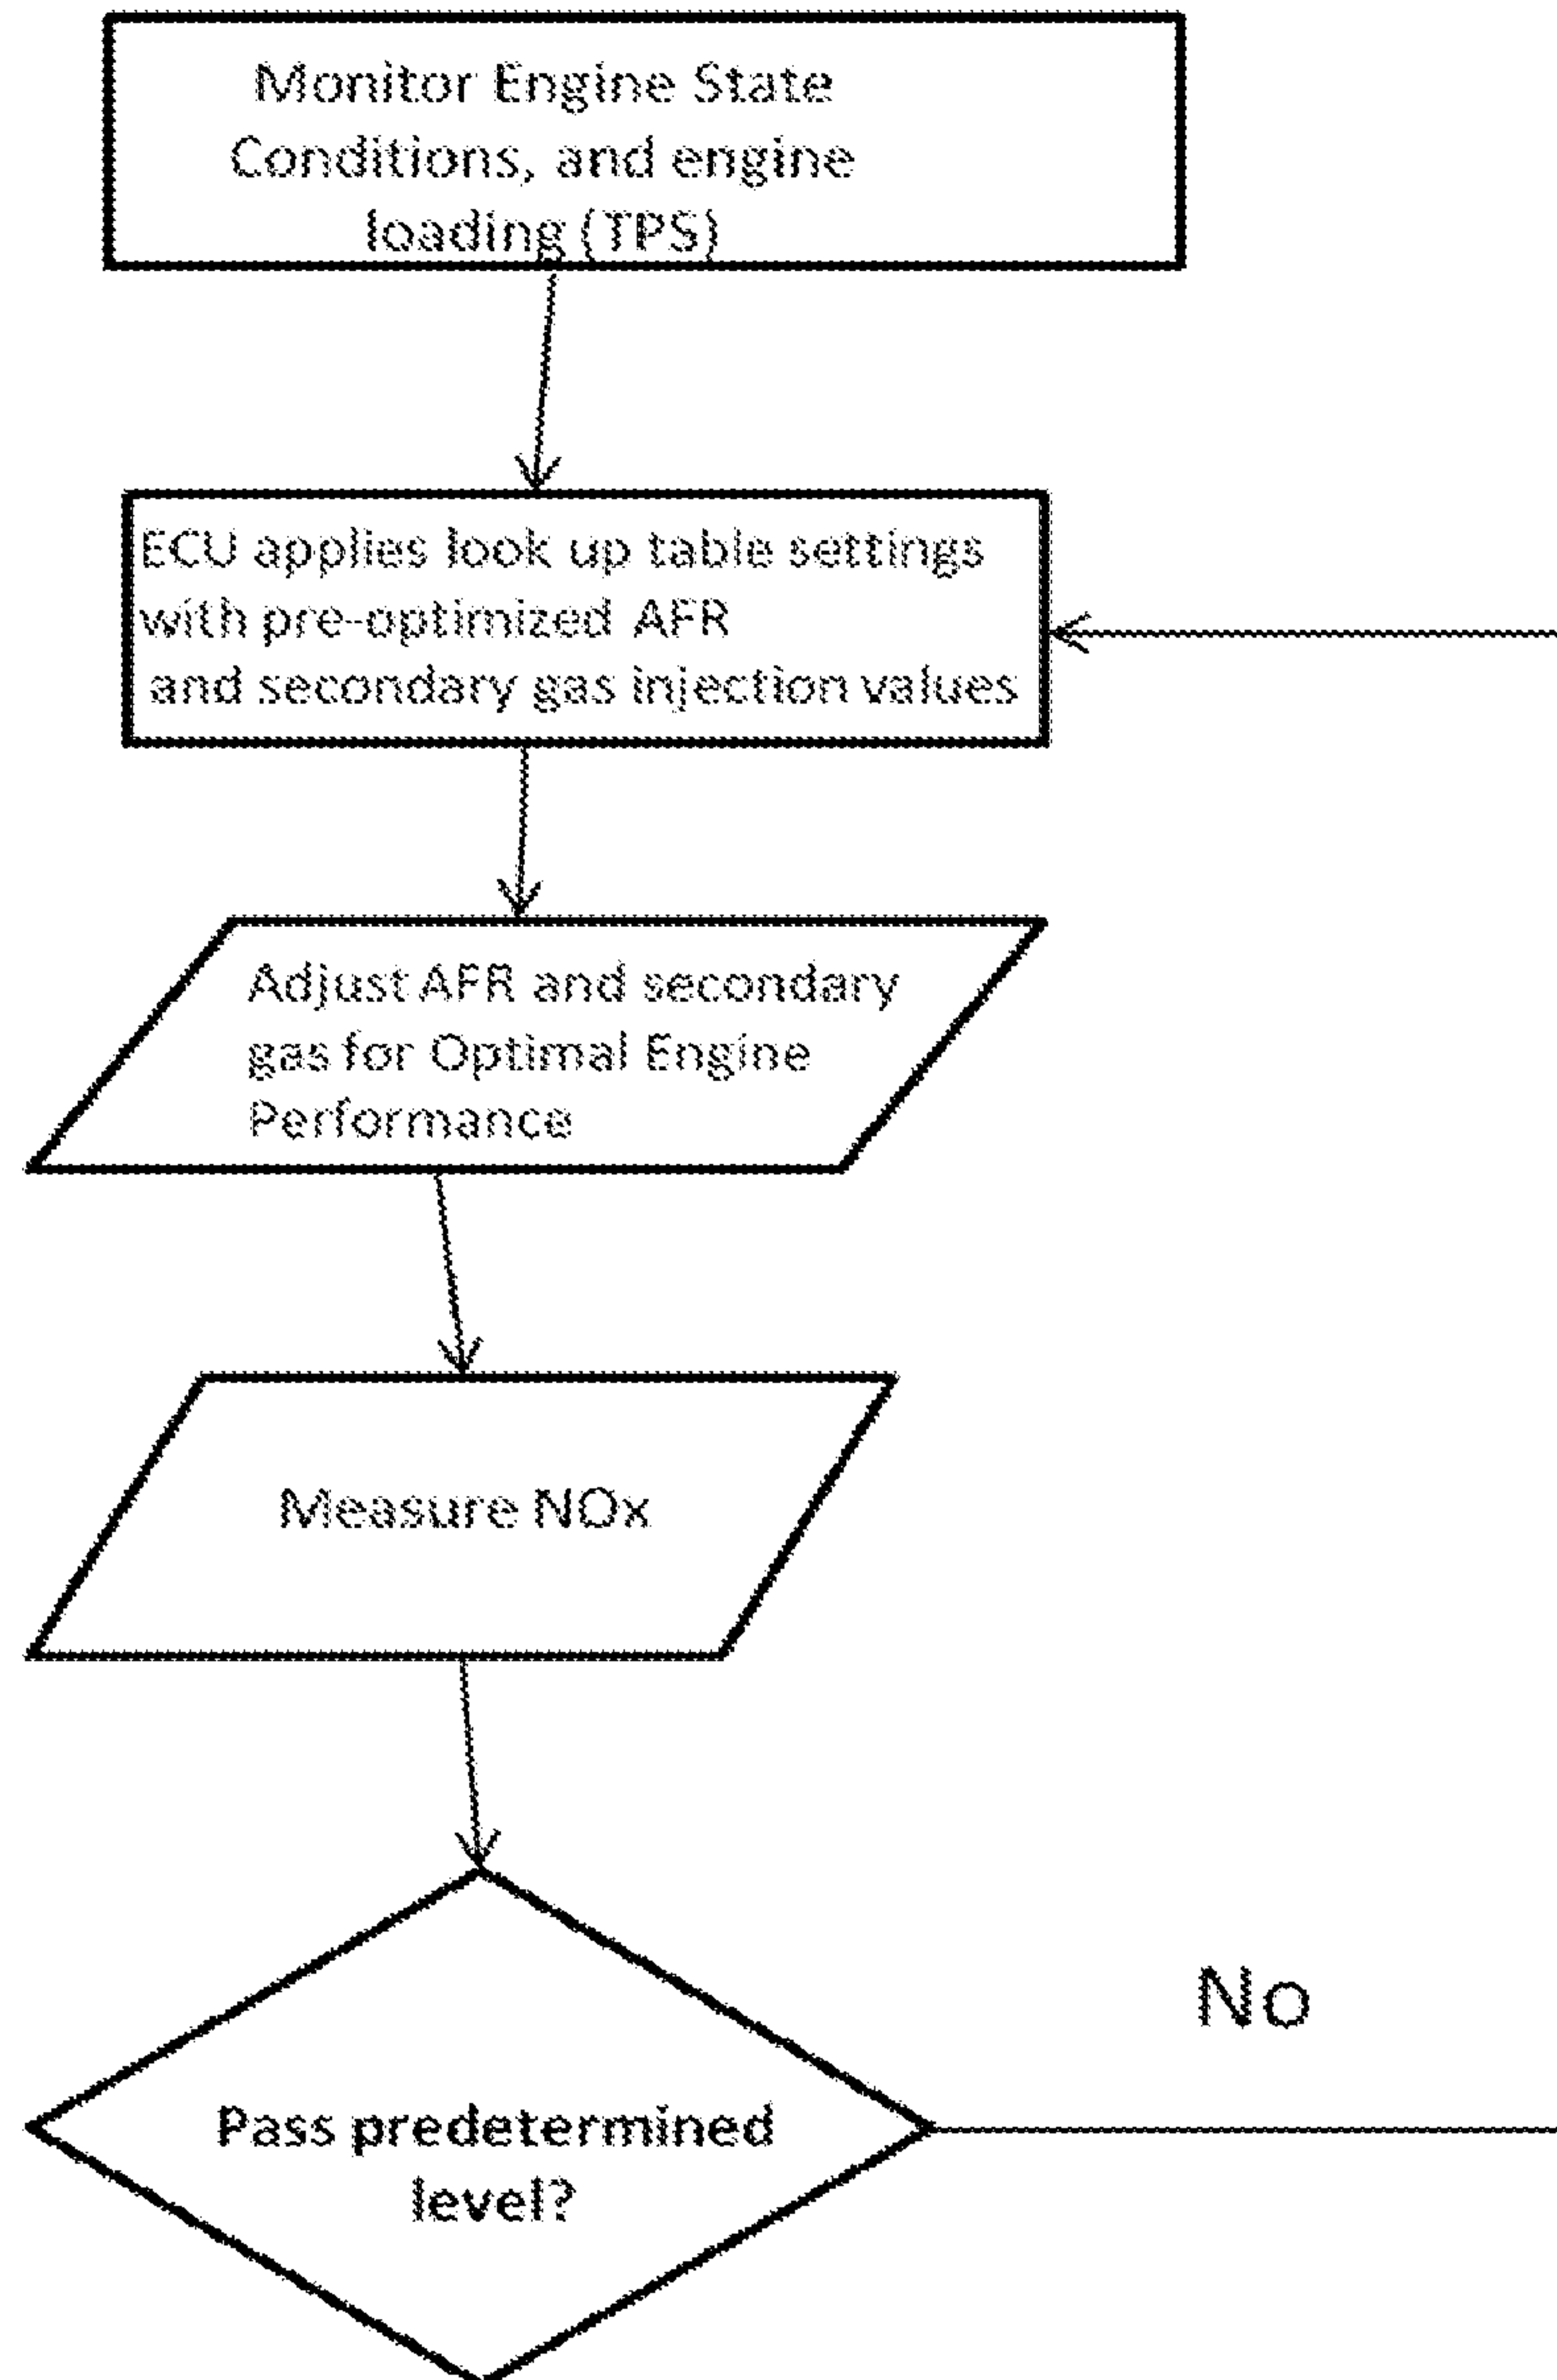 Monitor Engine State
Conditions, and engine
loading (TPS)
ECU applies look up table settings
with pre-optimized AFR
and secondary gas injection values
Adjust AFR and secondary
gas for Optimal Engine
Performance
Measure NOx
No
Pass predetermined
level?